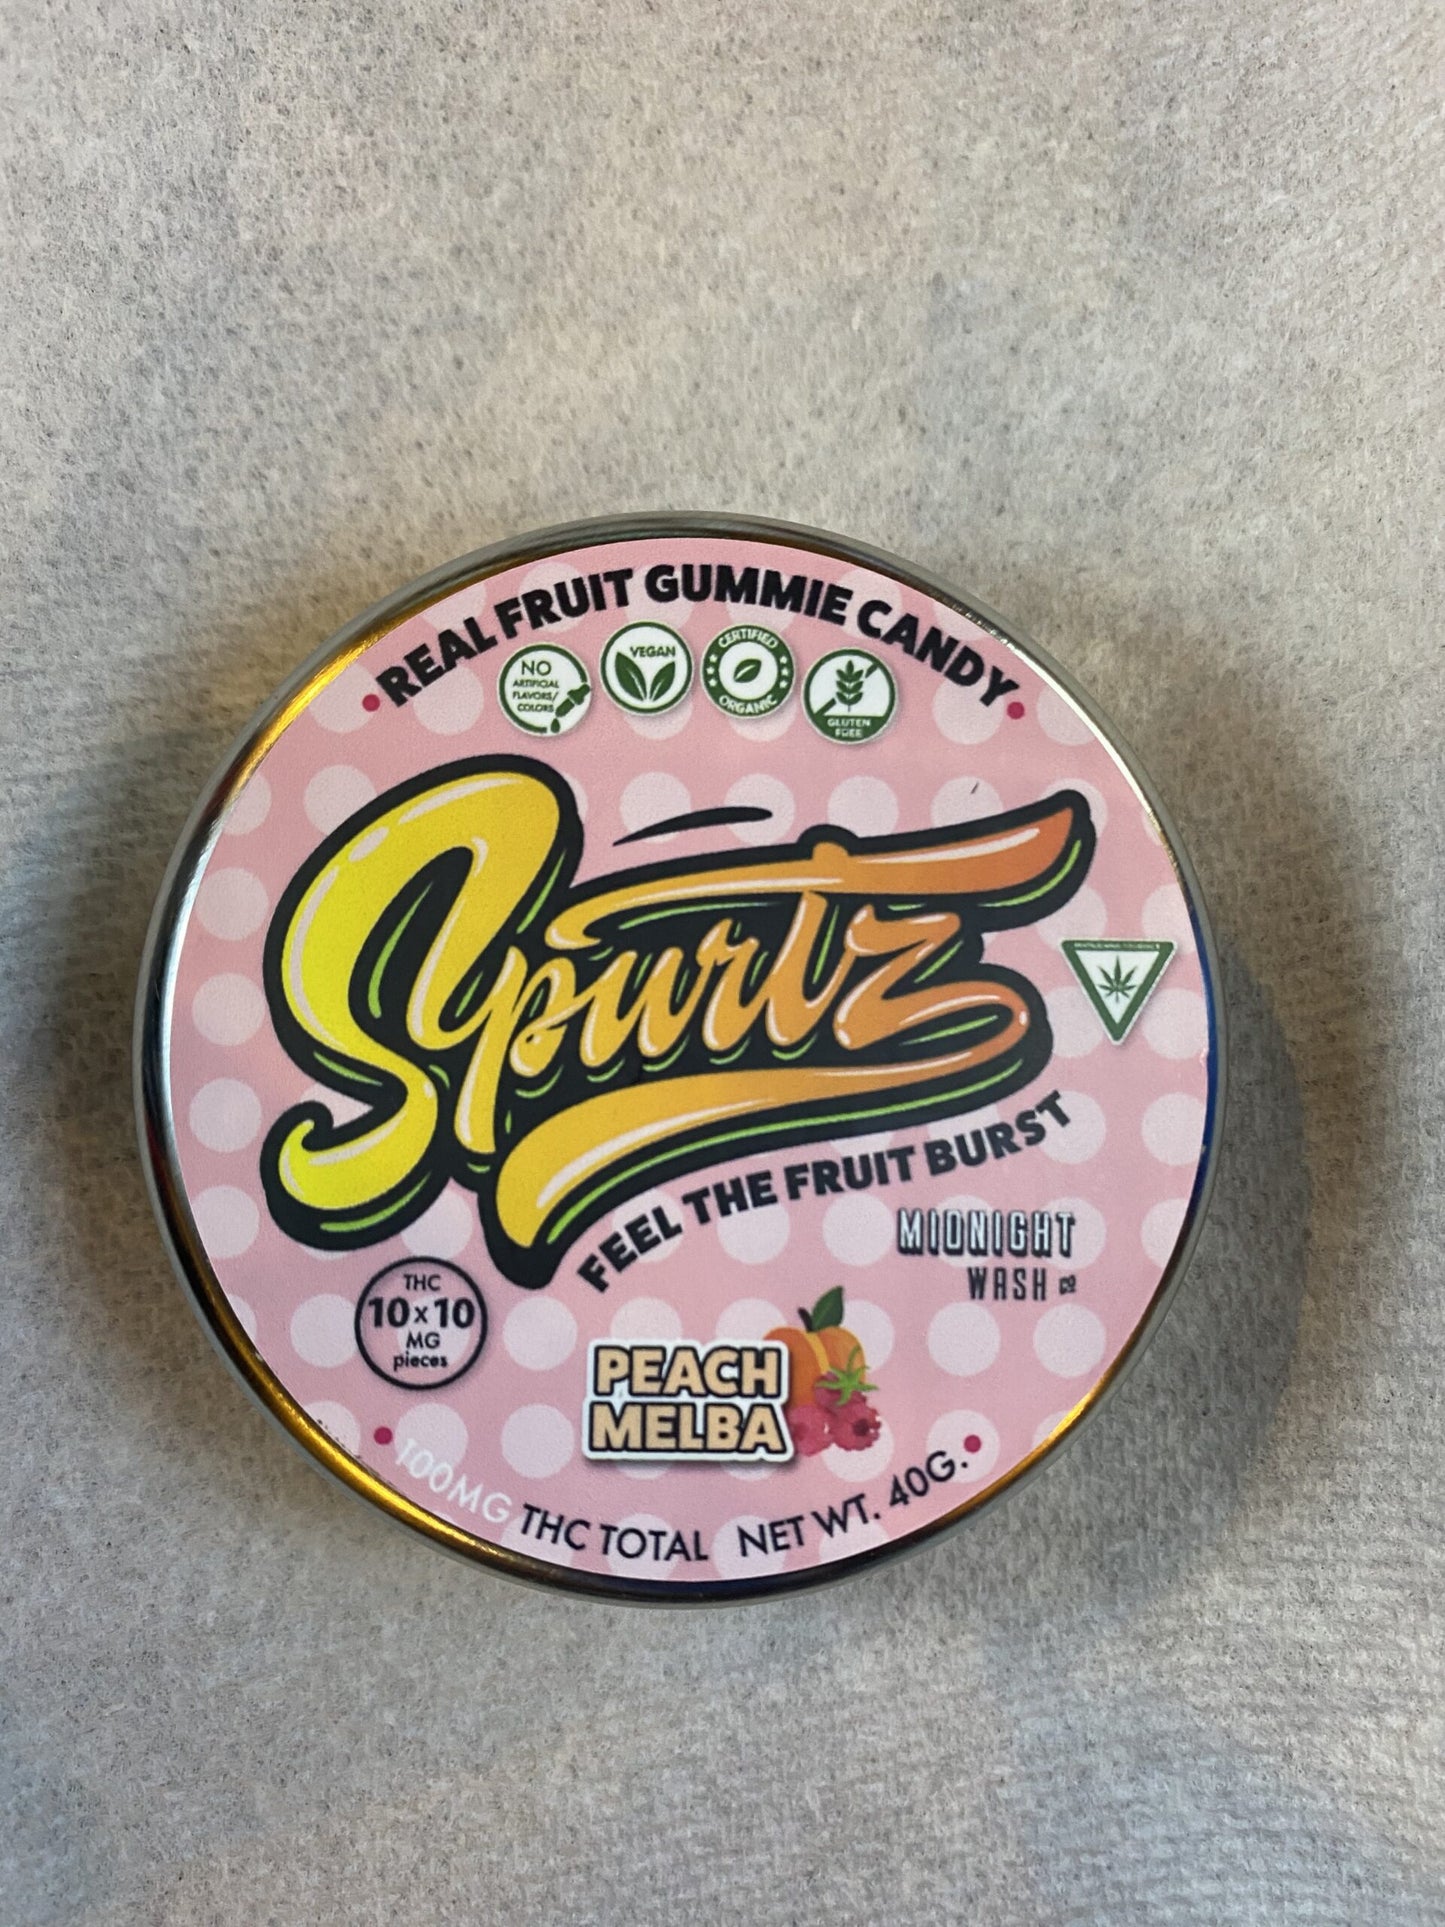 •REAL FRUIT GUMMIE CANDY•
NO
ARTIFICIAL
FLAVORS/
COLORS
VEGAN
CERTIFIED
ORGANIC
GLUTEN
FREE
Spurtz
FEEL THE FRUIT BURST
MIDNIGHT
WASH CO
THC
10x10
MG
pieces
PEACH
MELBA
•100MG THC TOTAL NET WT. 40G.•